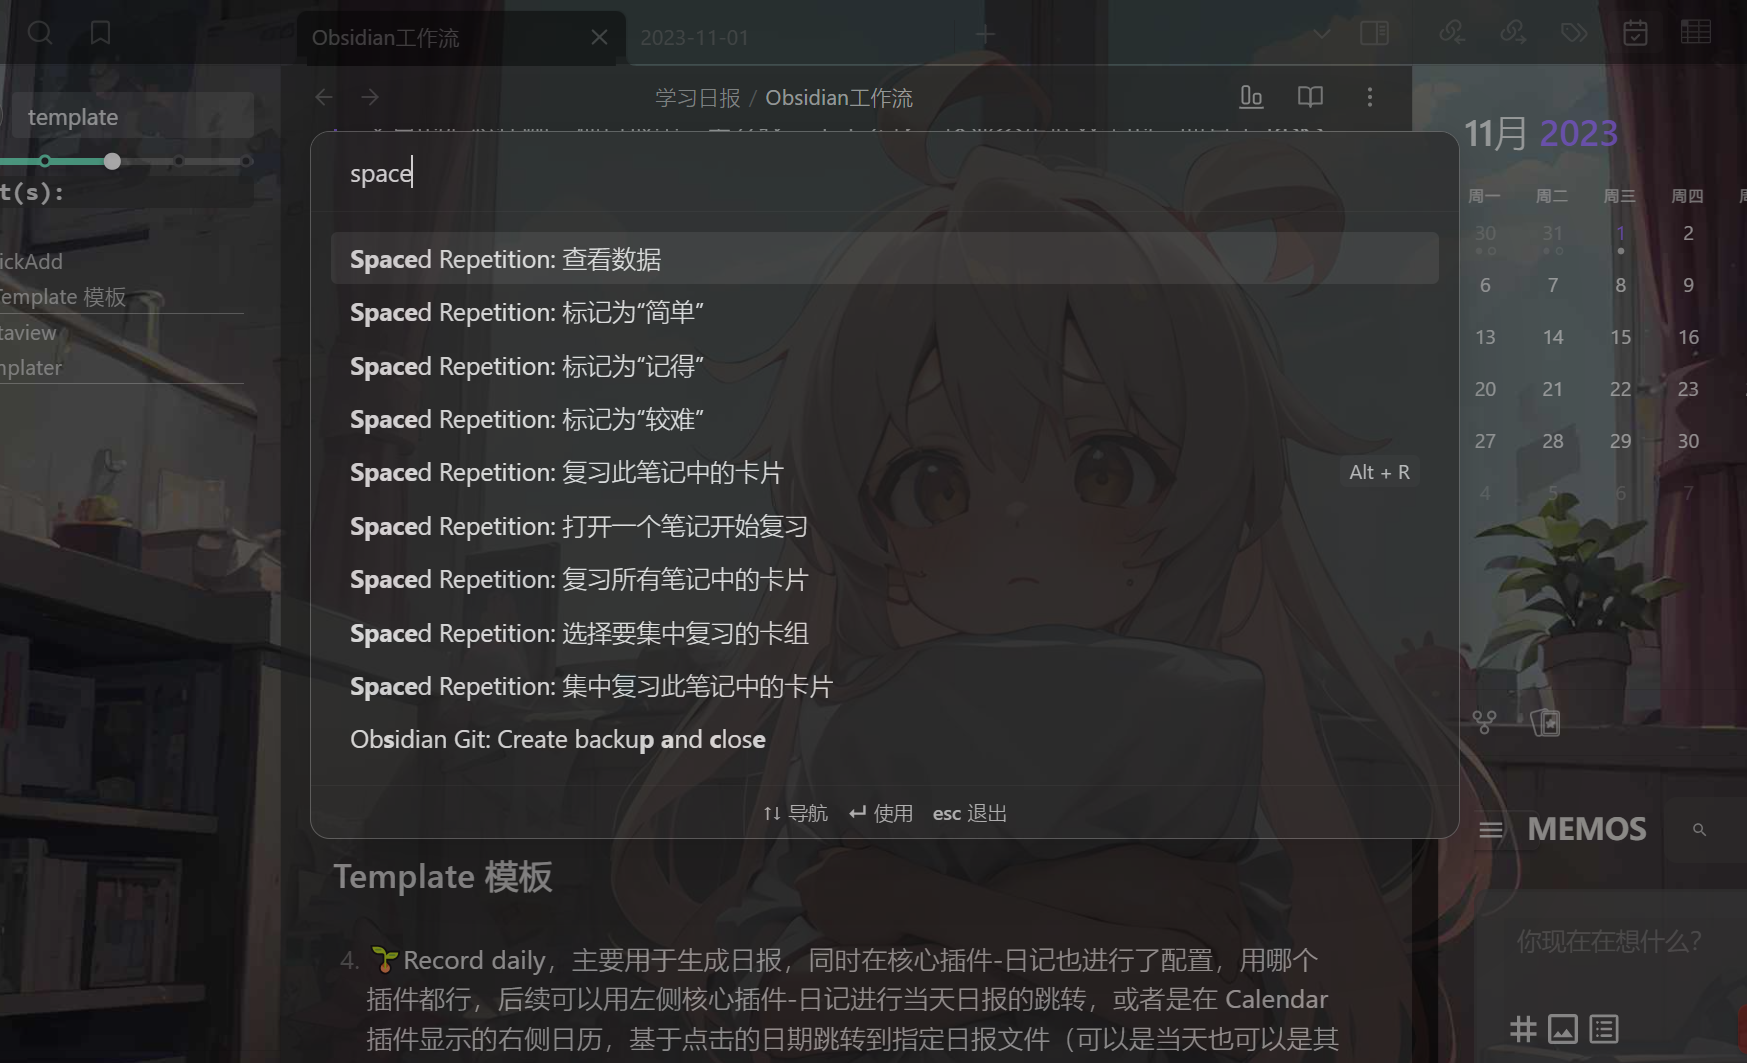 Obsidian工作流
2023-11-01
template
学习日报 / Obsidian工作流
t(s):
ickAdd
Template 模板
taview
mplater
space
Spaced Repetition: 查看数据
Spaced Repetition: 标记为“简单”
Spaced Repetition: 标记为“记得”
Spaced Repetition: 标记为“较难”
Spaced Repetition: 复习此笔记中的卡片
Alt + R
Spaced Repetition: 打开一个笔记开始复习
Spaced Repetition: 复习所有笔记中的卡片
Spaced Repetition: 选择要集中复习的卡组
Spaced Repetition: 集中复习此笔记中的卡片
Obsidian Git: Create backup and close
↑↓ 导航 ↵ 使用 esc 退出
Template 模板
4. 🌱Record daily，主要用于生成日报，同时在核心插件-日记也进行了配置，用哪个
插件都行，后续可以用左侧核心插件-日记进行当天日报的跳转，或者是在 Calendar
插件显示的右侧日历，基于点击的日期跳转到指定日报文件（可以是当天也可以是其
11月 2023
周一 周二 周三 周四
30 31 1 2
6 7 8 9
13 14 15 16
20 21 22 23
27 28 29 30
4 5 6 7
MEMOS
你现在在想什么?